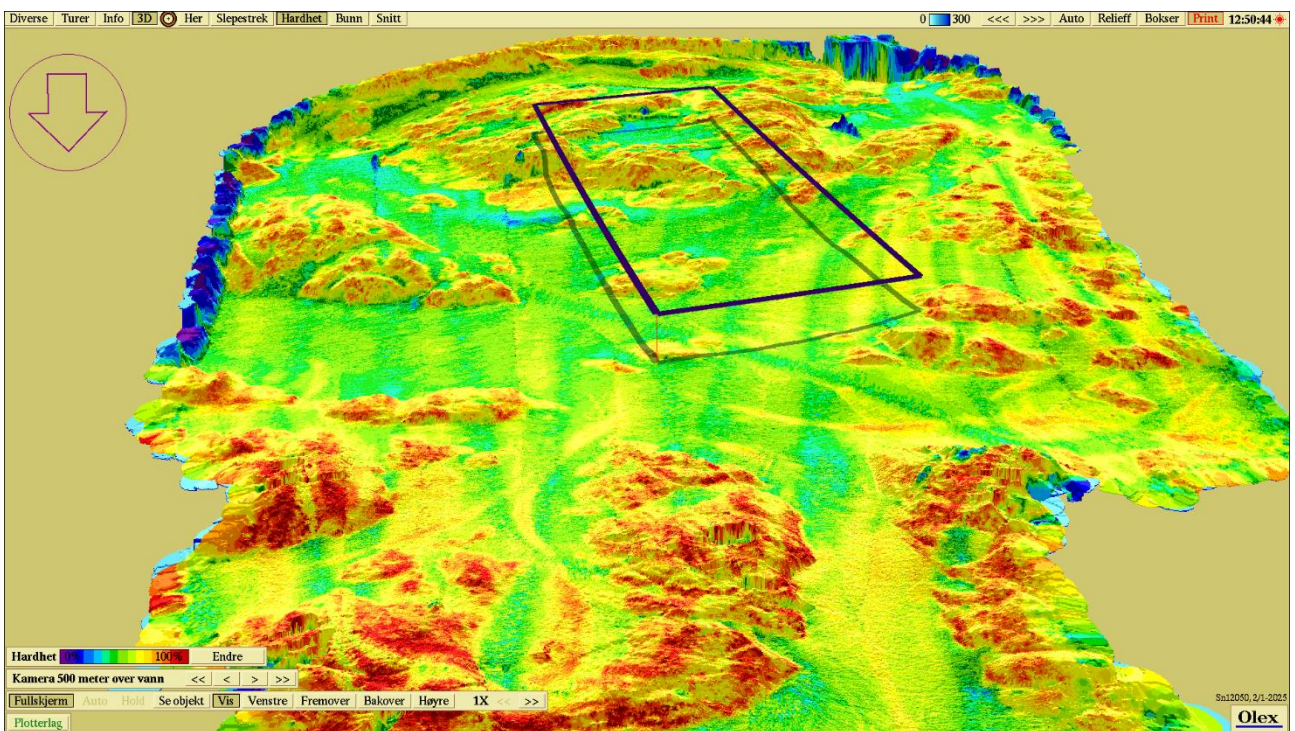 Diverse Turer Info 3D Her Slepestrek Hardhet Bunn Snitt 0 300 <<< >>> Auto Relieff Bokser Print 12:50:44
Hardhet 0% 100% Endre
Kamera 500 meter over vann << < > >>
Fullskjerm Auto Hold Se objekt Vis Venstre Fremover Bakover Høyre 1X << >>
Sn12050, 2/1-2025
Plotterlag
Olex